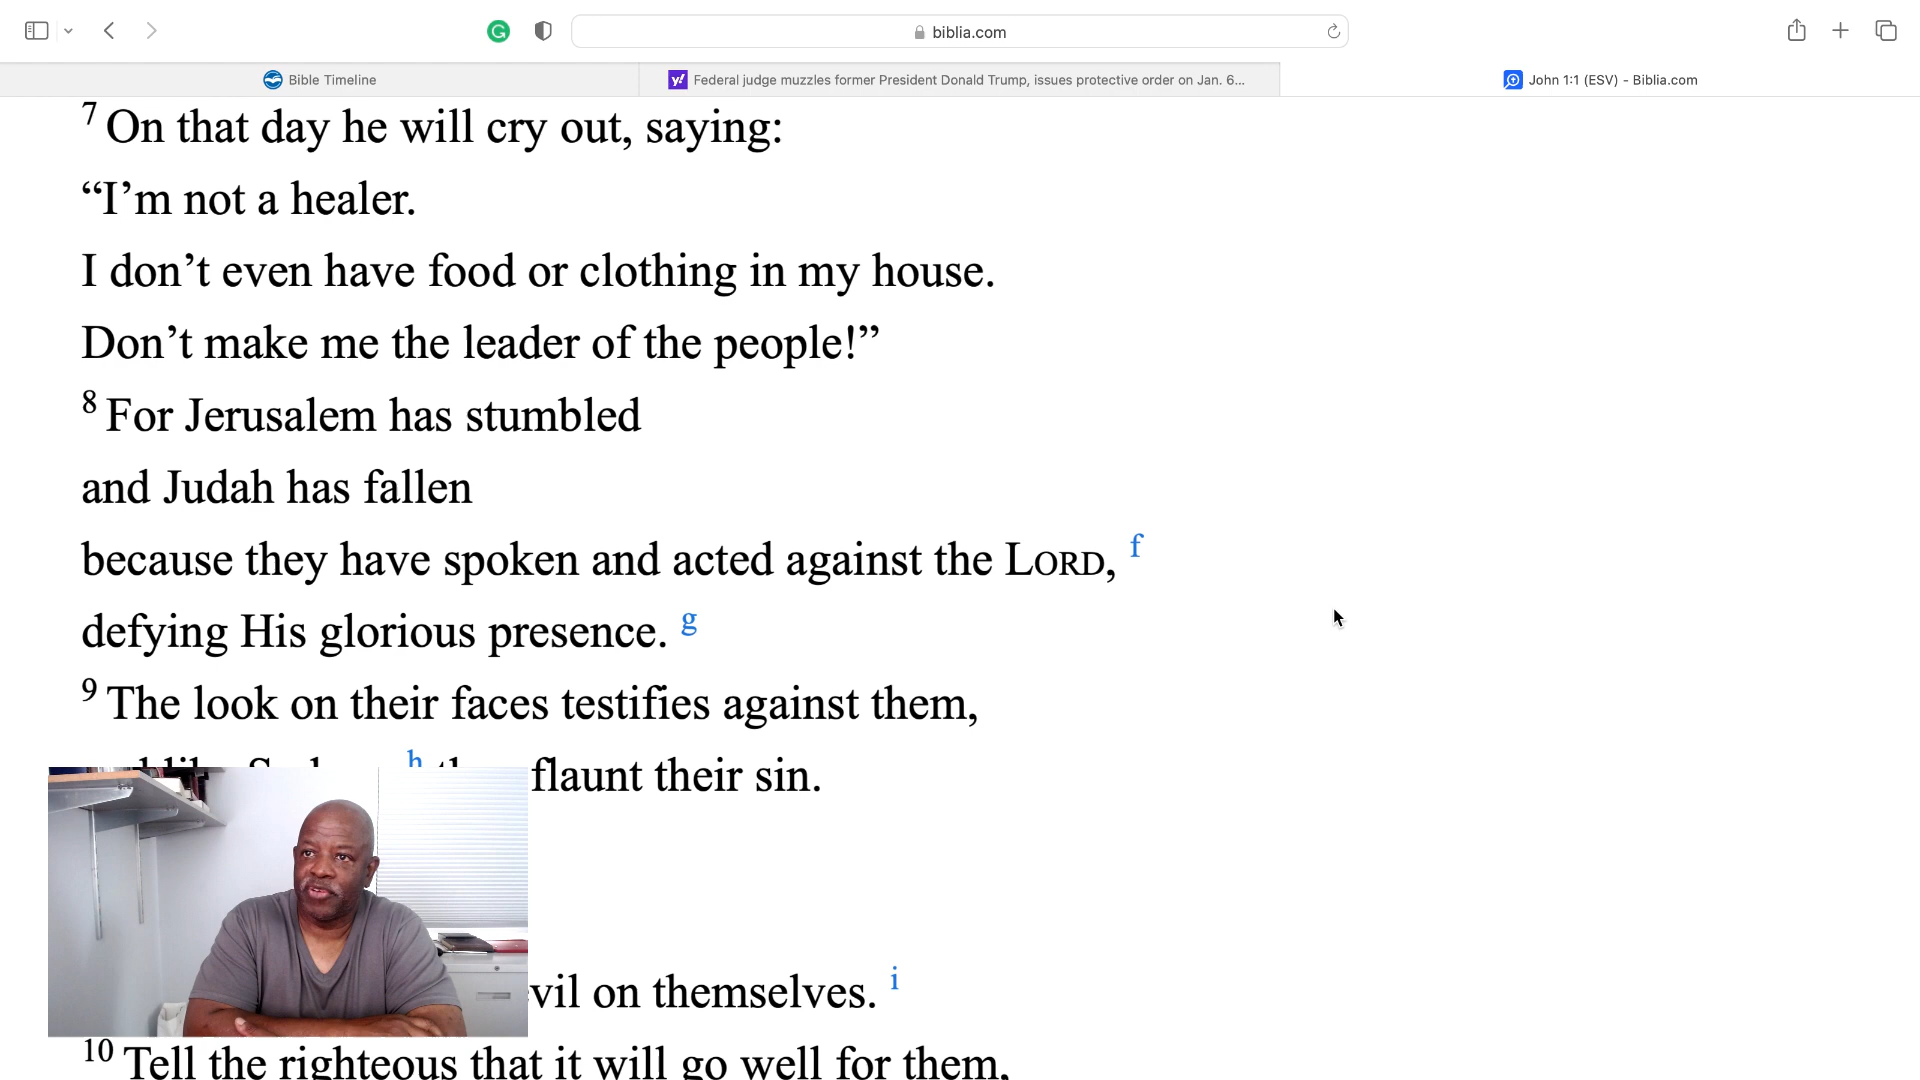 biblia.com
Bible Timeline
Federal judge muzzles former President Donald Trump, issues protective order on Jan. 6...
John 1:1 (ESV) - Biblia.com
7 On that day he will cry out, saying:
“I’m not a healer.
I don’t even have food or clothing in my house.
Don’t make me the leader of the people!”
8 For Jerusalem has stumbled
and Judah has fallen
because they have spoken and acted against the LORD, f
defying His glorious presence. g
9 The look on their faces testifies against them,
h flaunt their sin.
on themselves. i
10 Tell the righteous that it will go well for them,